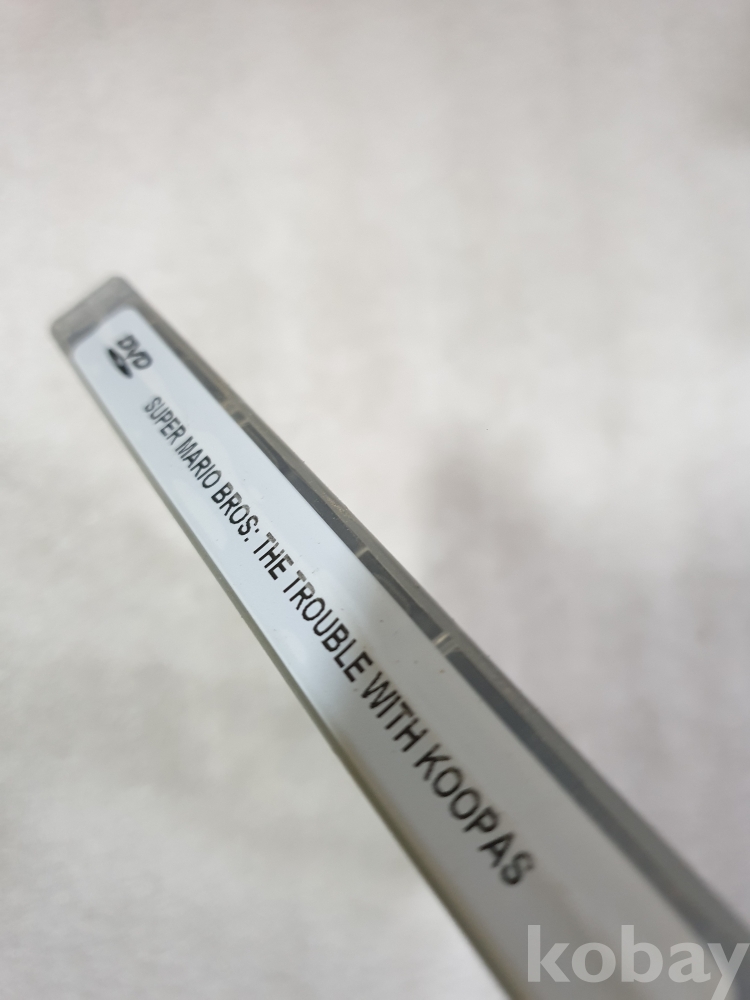 DVD
SUPER MARIO BROS: THE TROUBLE WITH KOOPAS
kobay